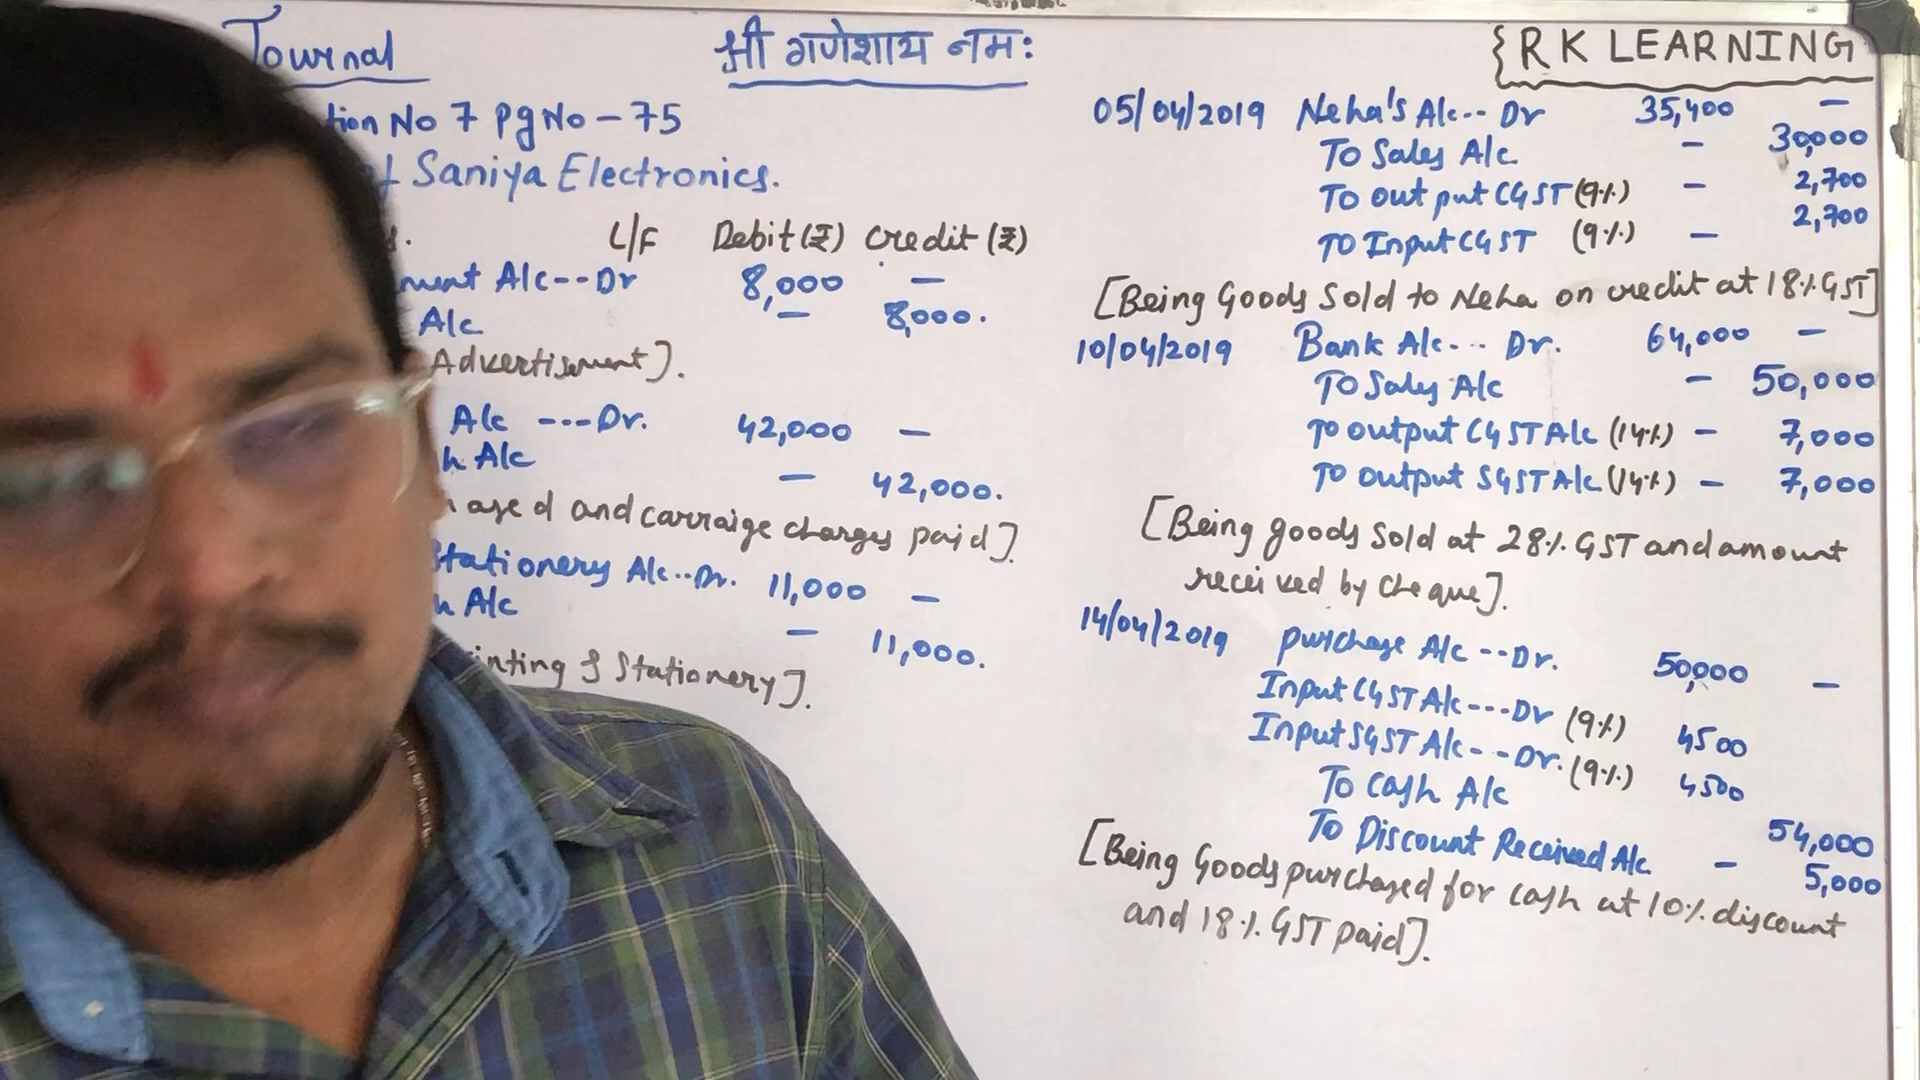 Journal
श्री गणेशाय नमः
{RK LEARNING
tion No 7 Pg No - 75
f Saniya Electronics.
s. L/F Debit (₹) Credit (₹)
ment A/c -- Dr 8,000 —
A/c — 8,000.
Advertisment].
A/c --- Dr. 42,000 —
h A/c — 42,000.
ased and carraige charges paid].
Stationery A/c .. Dr. 11,000 —
h A/c — 11,000.
inting & Stationery].
05/04/2019 Neha's A/c -- Dr 35,400 —
To Sales A/c — 30,000
To output CGST (9%) — 2,700
To Input CGST (9%) — 2,700
[Being Goods Sold to Neha on credit at 18% GST]
10/04/2019 Bank A/c -.. Dr. 64,000 —
To Sales A/c — 50,000
To output CGST A/c (14%) — 7,000
To output SGST A/c (14%) — 7,000
[Being goods sold at 28% GST and amount
received by cheque].
14/04/2019 purchase A/c -- Dr. 50,000 —
Input CGST A/c --- Dr (9%) 4500
Input SGST A/c -- Dr. (9%) 4500
To Cash A/c 54,000
To Discount Received A/c — 5,000
[Being Goods purchased for cash at 10% discount
and 18% GST paid].